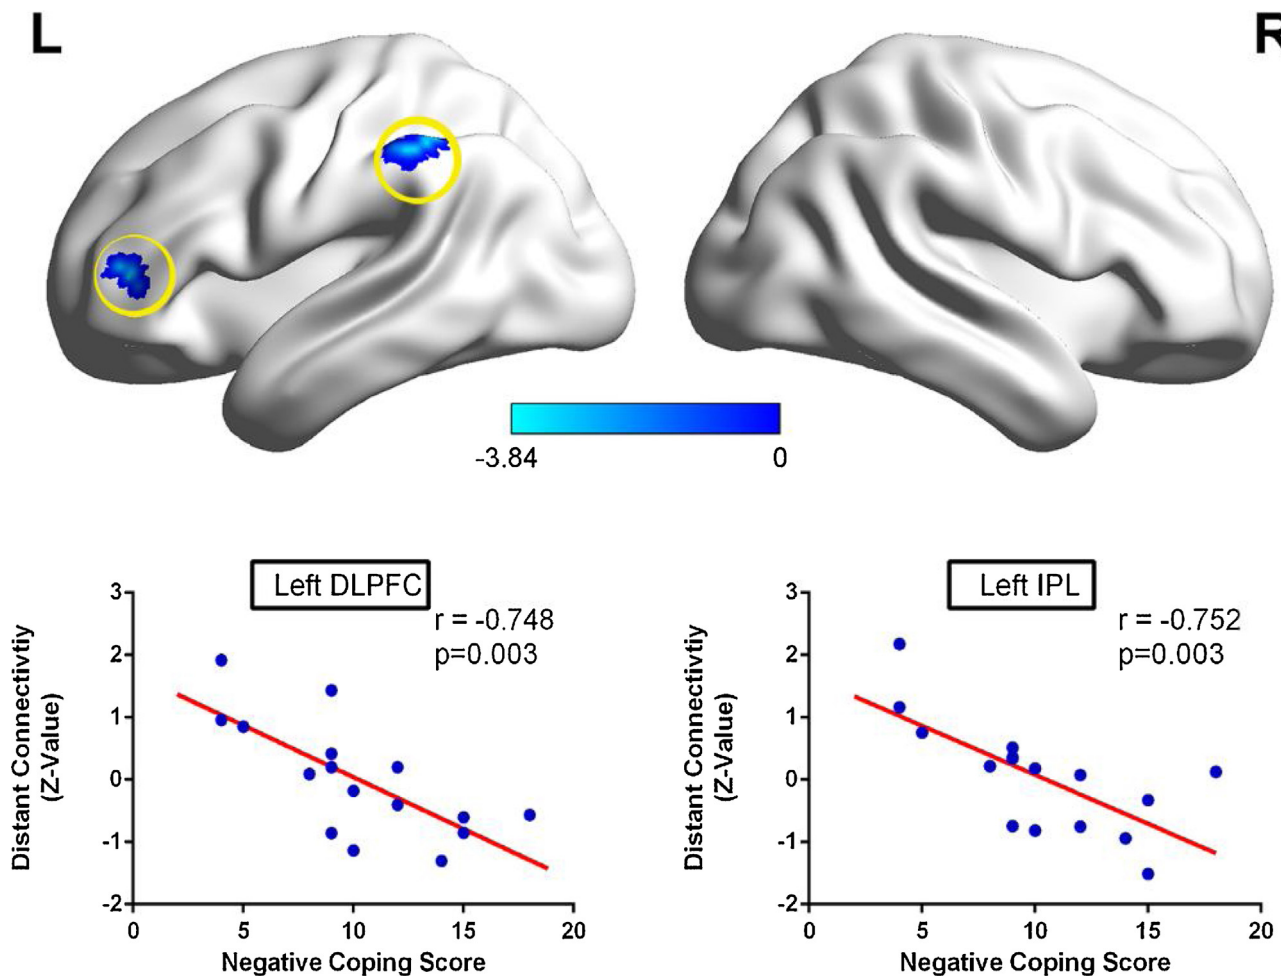 L
R
-3.84
0
Left DLPFC
r = -0.748
p=0.003
3
2
1
0
-1
-2
Distant Connectivtiy
(Z-Value)
0
5
10
15
20
Negative Coping Score
Left IPL
r = -0.752
p=0.003
3
2
1
0
-1
-2
Distant Connectivtiy
(Z-Value)
0
5
10
15
20
Negative Coping Score